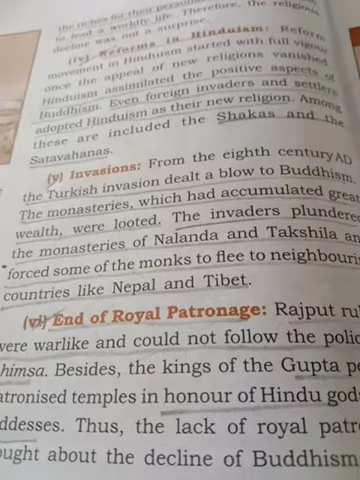 the riches for their
to lead a worldly life. Therefore, the religious
decline was not a surprise.
(iv) Reforms in Hinduism: Reform
movement in Hinduism started with full vigour
once the appeal of new religions vanished
Hinduism assimilated the positive aspects of
Buddhism. Even foreign invaders and settlers
adopted Hinduism as their new religion. Among
these are included the Shakas and the
Satavahanas.
(v) Invasions: From the eighth century AD
the Turkish invasion dealt a blow to Buddhism.
The monasteries, which had accumulated great
wealth, were looted. The invaders plundered
the monasteries of Nalanda and Takshila an
forced some of the monks to flee to neighbouri
countries like Nepal and Tibet.
(vi) End of Royal Patronage: Rajput ru
were warlike and could not follow the polic
himsa. Besides, the kings of the Gupta pe
atronised temples in honour of Hindu god
ddesses. Thus, the lack of royal patr
ught about the decline of Buddhism